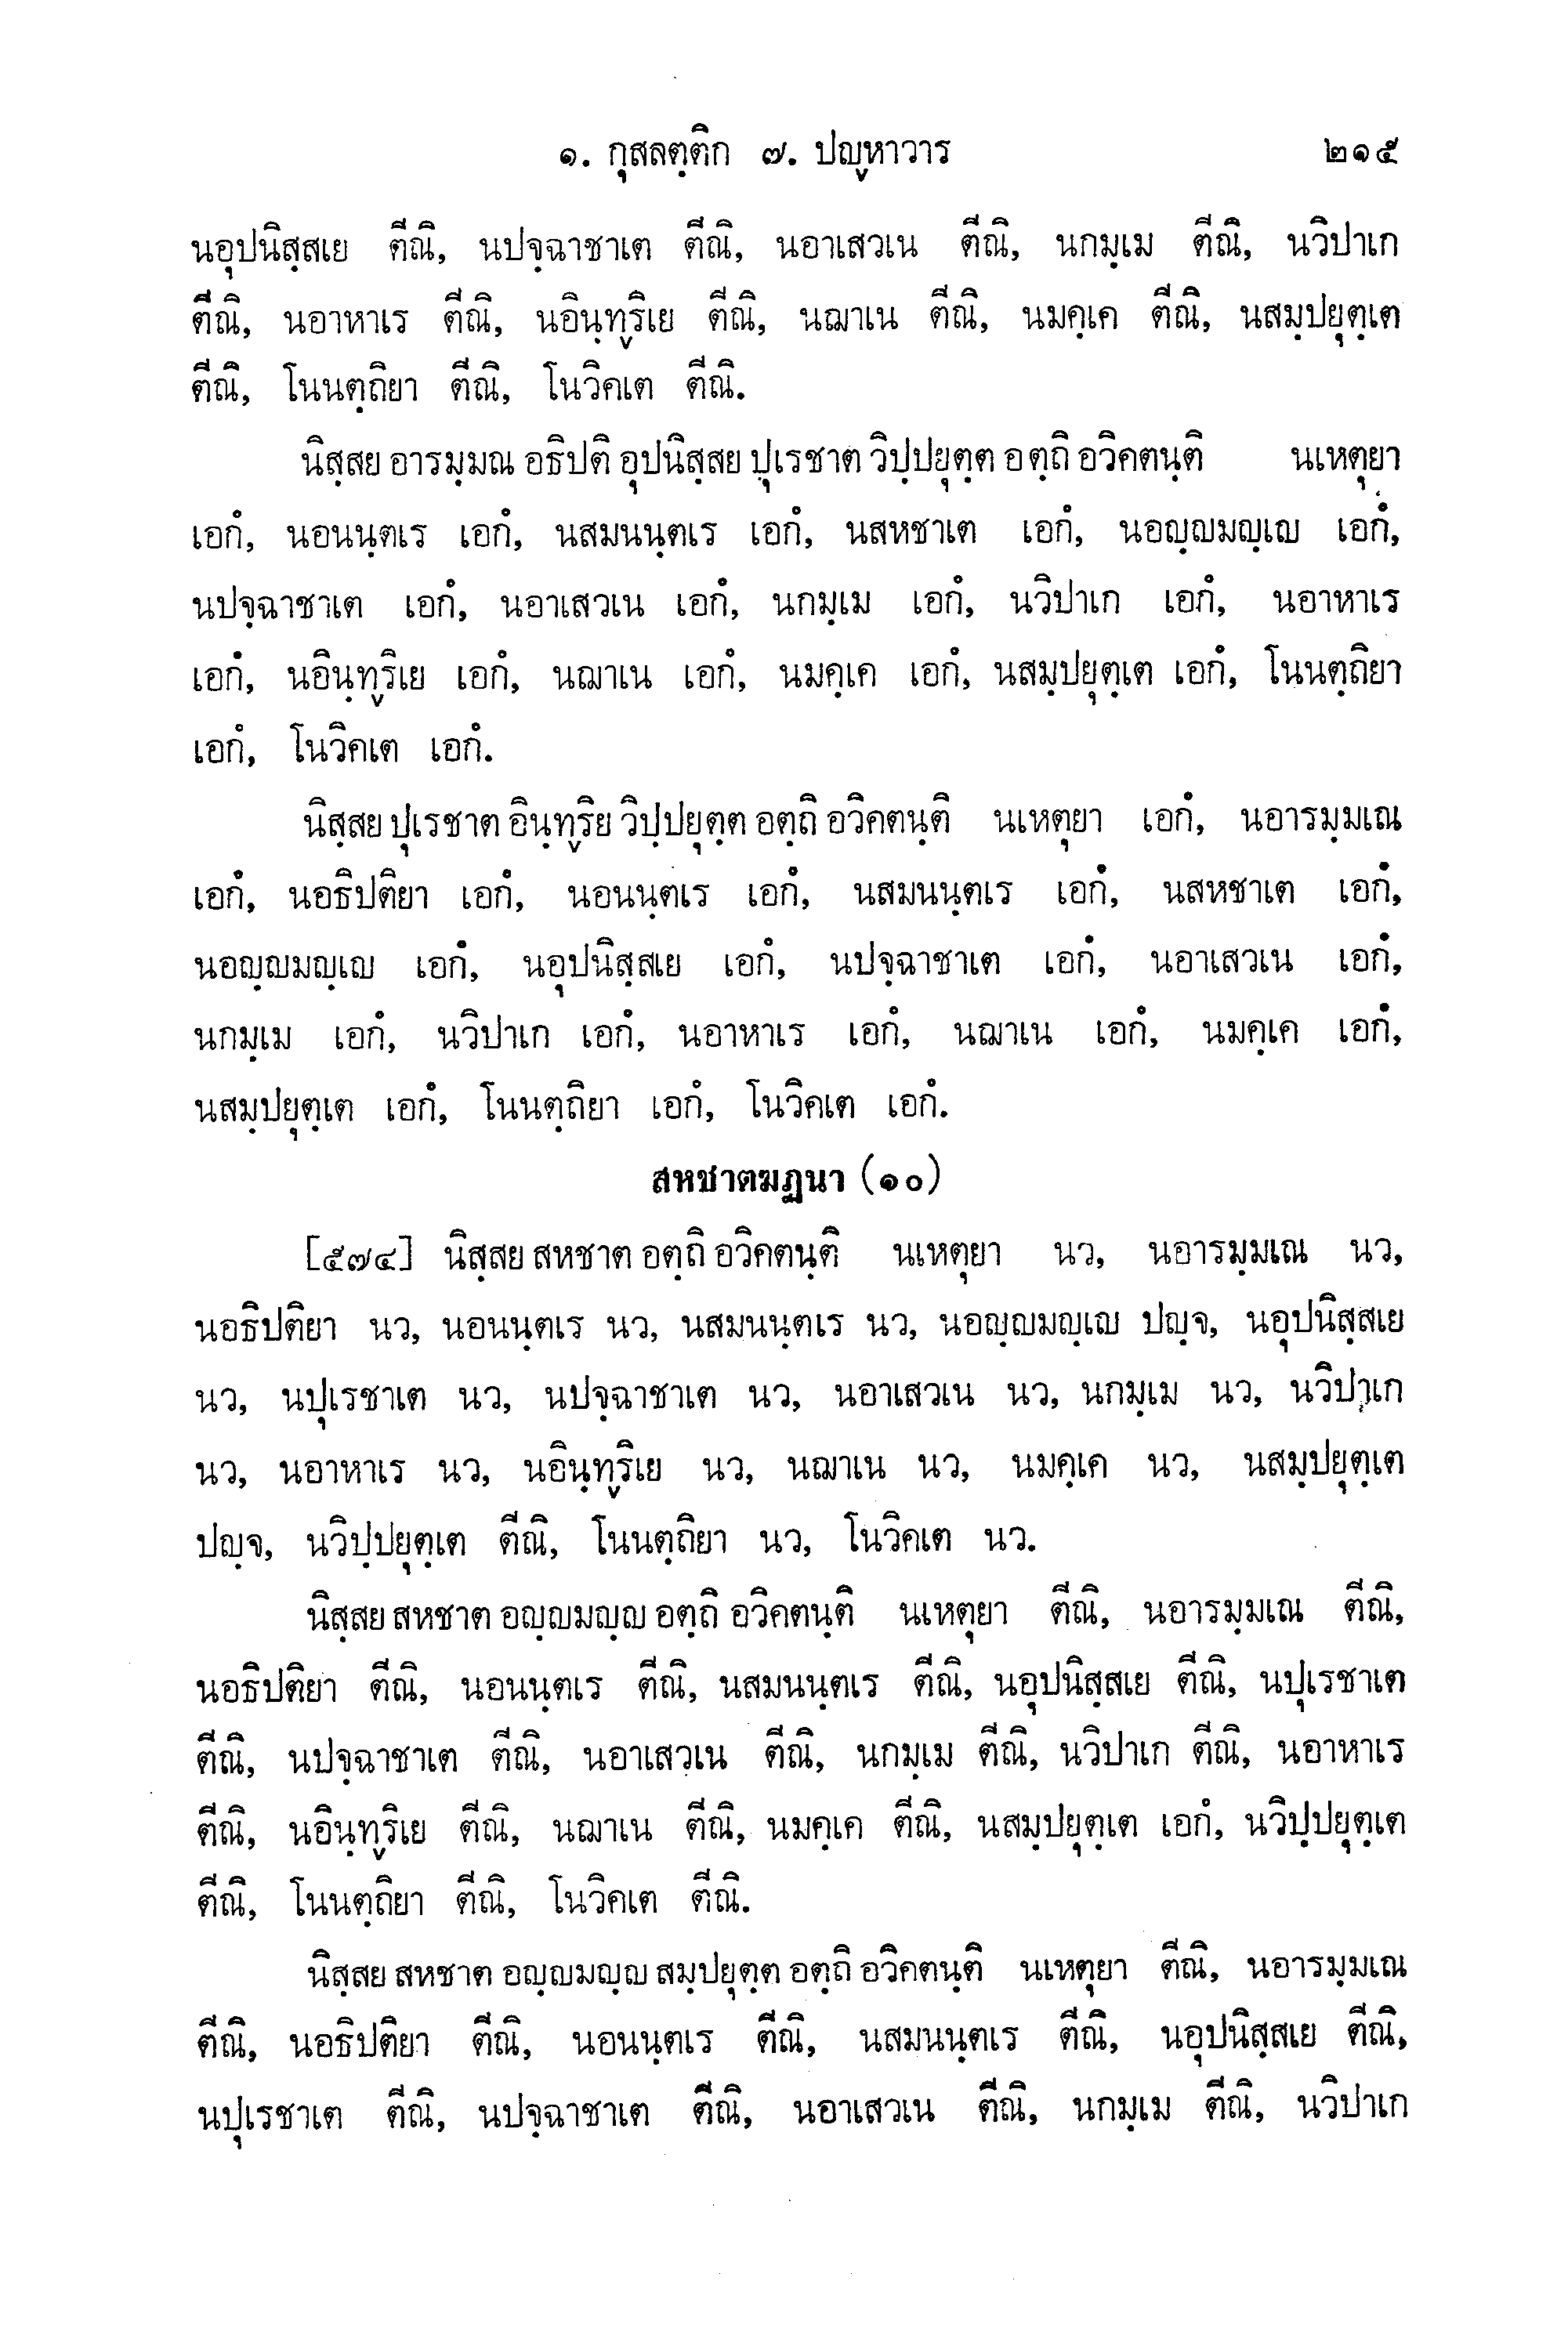 ๑. กุสลตฺติก ๗. ปญฺหาวาร ๒๑๕
นอุปนิสฺสเย ตีณิ, นปจฺฉาชาเต ตีณิ, นอาเสวเน ตีณิ, นกมฺเม ตีณิ, นวิปาเก
ตีณิ, นอาหาเร ตีณิ, นอินฺทฺริเย ตีณิ, นฌาเน ตีณิ, นมคฺเค ตีณิ, นสมฺปยุตฺเต
ตีณิ, โนนตฺถิยา ตีณิ, โนวิคเต ตีณิ.
นิสฺสย อารมฺมณ อธิปติ อุปนิสฺสย ปุเรชาต วิปฺปยุตฺต อตฺถิ อวิคตนฺติ นเหตุยา
เอกํ, นอนนฺตเร เอกํ, นสมนนฺตเร เอกํ, นสหชาเต เอกํ, นอญฺญมญฺเญ เอกํ,
นปจฺฉาชาเต เอกํ, นอาเสวเน เอกํ, นกมฺเม เอกํ, นวิปาเก เอกํ, นอาหาเร
เอกํ, นอินฺทฺริเย เอกํ, นฌาเน เอกํ, นมคฺเค เอกํ, นสมฺปยุตฺเต เอกํ, โนนตฺถิยา
เอกํ, โนวิคเต เอกํ.
นิสฺสย ปุเรชาต อินฺทฺริย วิปฺปยุตฺต อตฺถิ อวิคตนฺติ นเหตุยา เอกํ, นอารมฺมเณ
เอกํ, นอธิปติยา เอกํ, นอนนฺตเร เอกํ, นสมนนฺตเร เอกํ, นสหชาเต เอกํ,
นอญฺญมญฺเญ เอกํ, นอุปนิสฺสเย เอกํ, นปจฺฉาชาเต เอกํ, นอาเสวเน เอกํ,
นกมฺเม เอกํ, นวิปาเก เอกํ, นอาหาเร เอกํ, นฌาเน เอกํ, นมคฺเค เอกํ,
นสมฺปยุตฺเต เอกํ, โนนตฺถิยา เอกํ, โนวิคเต เอกํ.
สหชาตฆฏนา (๑๐)
[๕๗๔] นิสฺสย สหชาต อตฺถิ อวิคตนฺติ นเหตุยา นว, นอารมฺมเณ นว,
นอธิปติยา นว, นอนนฺตเร นว, นสมนนฺตเร นว, นอญฺญมญฺเญ ปญฺจ, นอุปนิสฺสเย
นว, นปุเรชาเต นว, นปจฺฉาชาเต นว, นอาเสวเน นว, นกมฺเม นว, นวิปาเก
นว, นอาหาเร นว, นอินฺทฺริเย นว, นฌาเน นว, นมคฺเค นว, นสมฺปยุตฺเต
ปญฺจ, นวิปฺปยุตฺเต ตีณิ, โนนตฺถิยา นว, โนวิคเต นว.
นิสฺสย สหชาต อญฺญมญฺญ อตฺถิ อวิคตนฺติ นเหตุยา ตีณิ, นอารมฺมเณ ตีณิ,
นอธิปติยา ตีณิ, นอนนฺตเร ตีณิ, นสมนนฺตเร ตีณิ, นอุปนิสฺสเย ตีณิ, นปุเรชาเต
ตีณิ, นปจฺฉาชาเต ตีณิ, นอาเสวเน ตีณิ, นกมฺเม ตีณิ, นวิปาเก ตีณิ, นอาหาเร
ตีณิ, นอินฺทฺริเย ตีณิ, นฌาเน ตีณิ, นมคฺเค ตีณิ, นสมฺปยุตฺเต เอกํ, นวิปฺปยุตฺเต
ตีณิ, โนนตฺถิยา ตีณิ, โนวิคเต ตีณิ.
นิสฺสย สหชาต อญฺญมญฺญ สมฺปยุตฺต อตฺถิ อวิคตนฺติ นเหตุยา ตีณิ, นอารมฺมเณ
ตีณิ, นอธิปติยา ตีณิ, นอนนฺตเร ตีณิ, นสมนนฺตเร ตีณิ, นอุปนิสฺสเย ตีณิ,
นปุเรชาเต ตีณิ, นปจฺฉาชาเต ตีณิ, นอาเสวเน ตีณิ, นกมฺเม ตีณิ, นวิปาเก